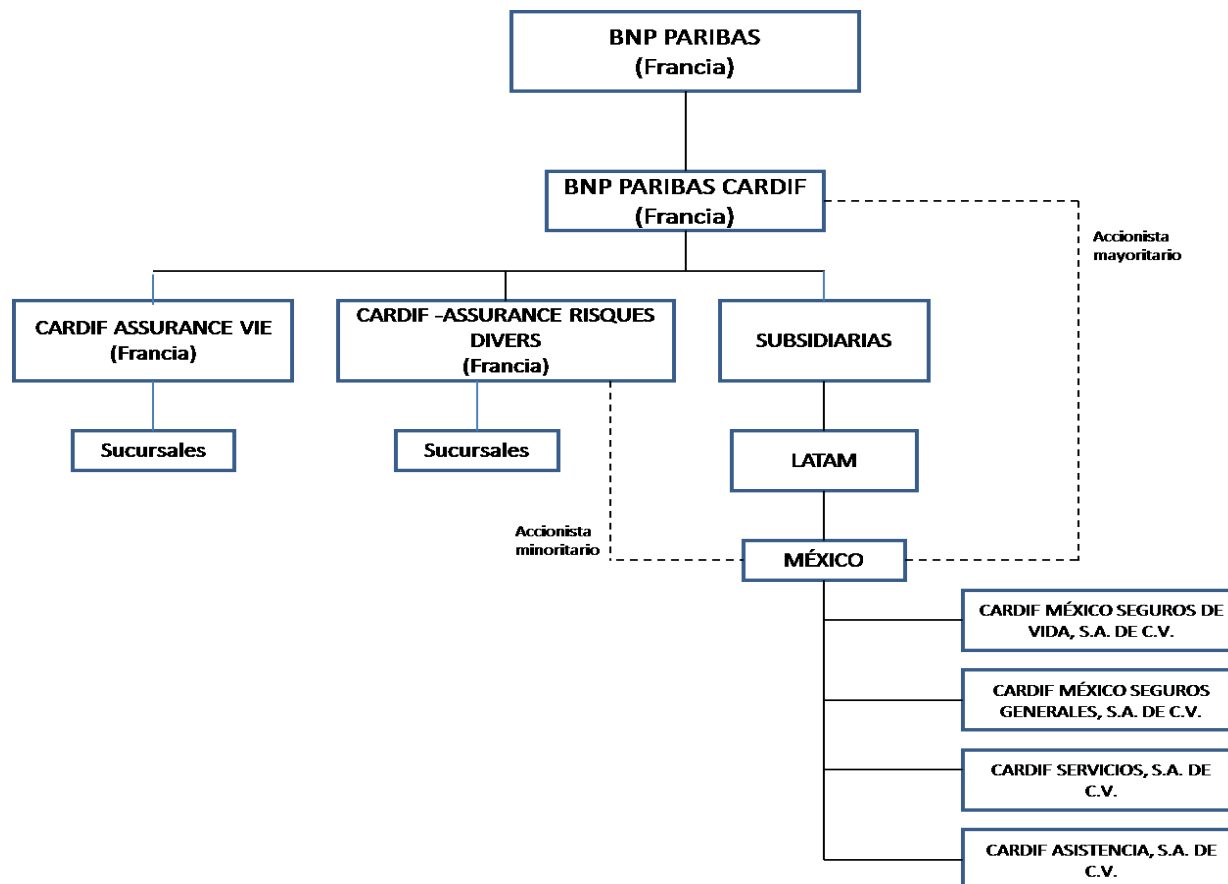 BNP PARIBAS
(Francia)
BNP PARIBAS CARDIF
(Francia)
Accionista
mayoritario
CARDIF ASSURANCE VIE
(Francia)
CARDIF -ASSURANCE RISQUES
DIVERS
(Francia)
SUBSIDIARIAS
Sucursales
Sucursales
LATAM
Accionista
minoritario
MÉXICO
CARDIF MÉXICO SEGUROS DE
VIDA, S.A. DE C.V.
CARDIF MÉXICO SEGUROS
GENERALES, S.A. DE C.V.
CARDIF SERVICIOS, S.A. DE
C.V.
CARDIF ASISTENCIA, S.A. DE
C.V.